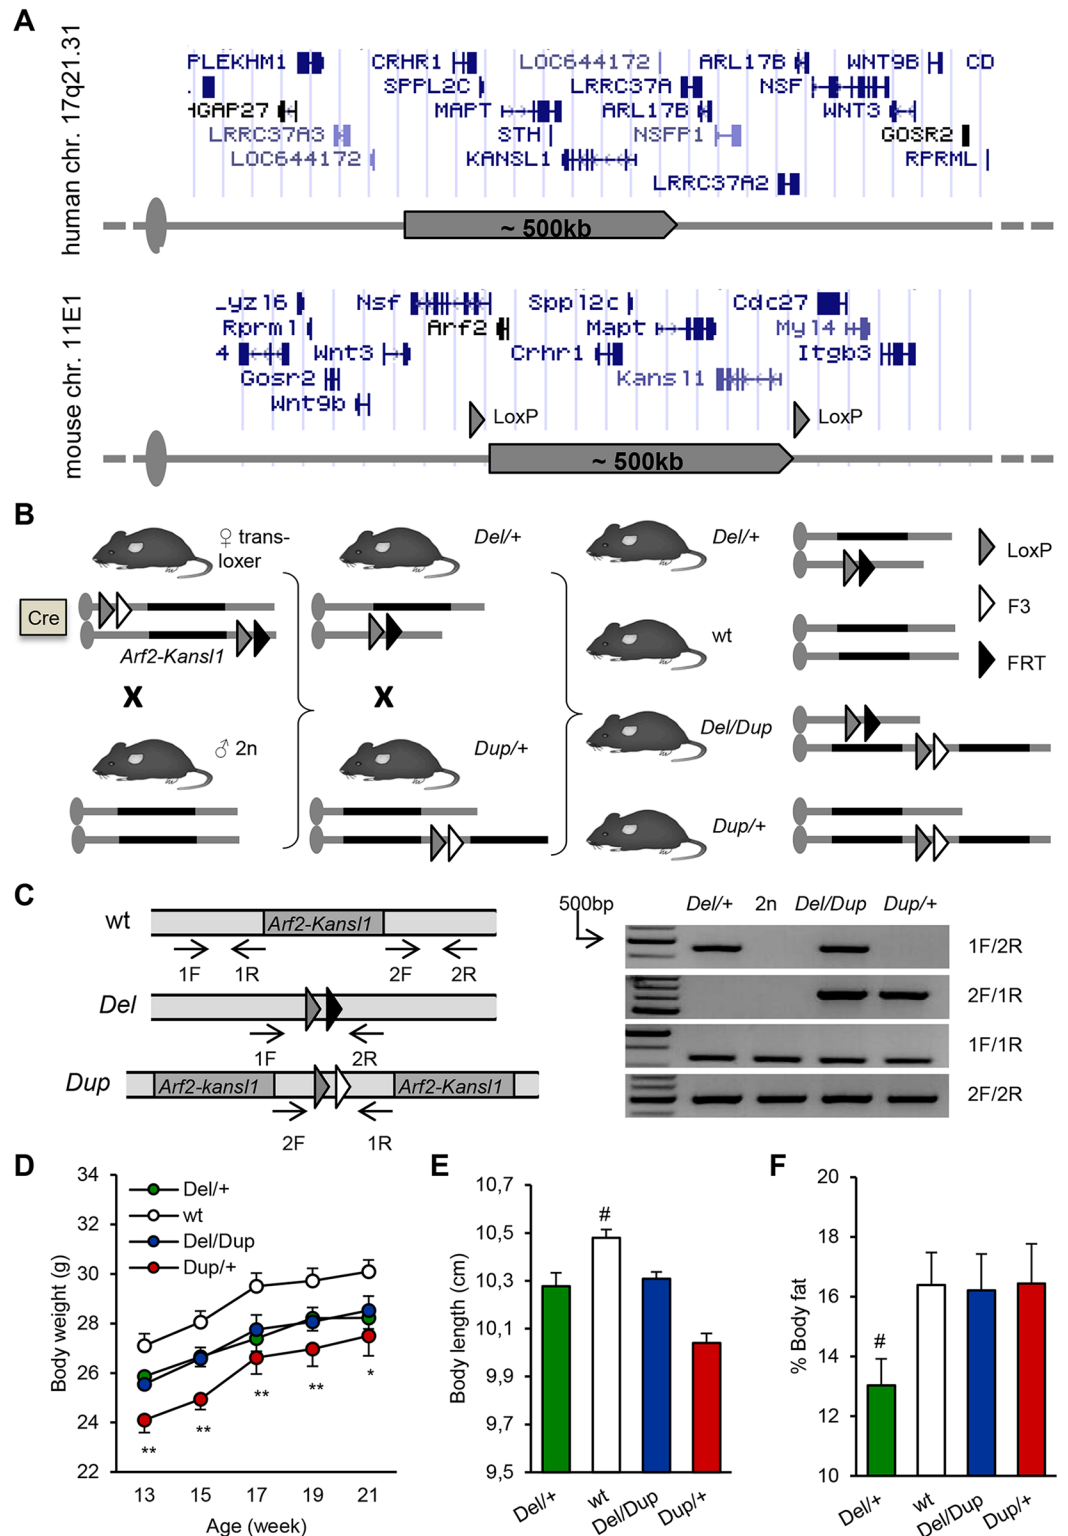 A
human chr. 17q21.31
PLEKHM1 CRHR1 LOC644172 ARL17B WNT9B CD
SPPL2C LRRC37A NSF
HGAP27 MAPT ARL17B WNT3
LRRC37A3 STH NSFP1 GOSR2
LOC644172 KANSL1 RPRML
LRRC37A2
~ 500kb
mouse chr. 11E1
_yz16 Nsf Sppl2c Cdc27
Rprml Arf2 Mapt Myl4
4 Wnt3 Crhr1 Itgb3
Gosr2 Kansl1
Wnt9b
LoxP LoxP
~ 500kb
B
♀ trans-
loxer
Del/+
Del/+
LoxP
Cre
F3
wt
Arf2-Kansl1
FRT
X X
♂ 2n
Dup/+
Del/Dup
Dup/+
C
wt
Arf2-Kansl1
1F 1R 2F 2R
Del
1F 2R
Dup
Arf2-kansl1 Arf2-Kansl1
2F 1R
500bp
Del/+ 2n Del/Dup Dup/+
1F/2R
2F/1R
1F/1R
2F/2R
D
Body weight (g)
34
32
30
28
26
24
22
Del/+
wt
Del/Dup
Dup/+
** ** ** ** *
13 15 17 19 21
Age (week)
E
Body length (cm)
10,7
10,5
10,3
10,1
9,9
9,7
9,5
#
Del/+ wt Del/Dup Dup/+
F
% Body fat
20
18
16
14
12
10
#
Del/+ wt Del/Dup Dup/+